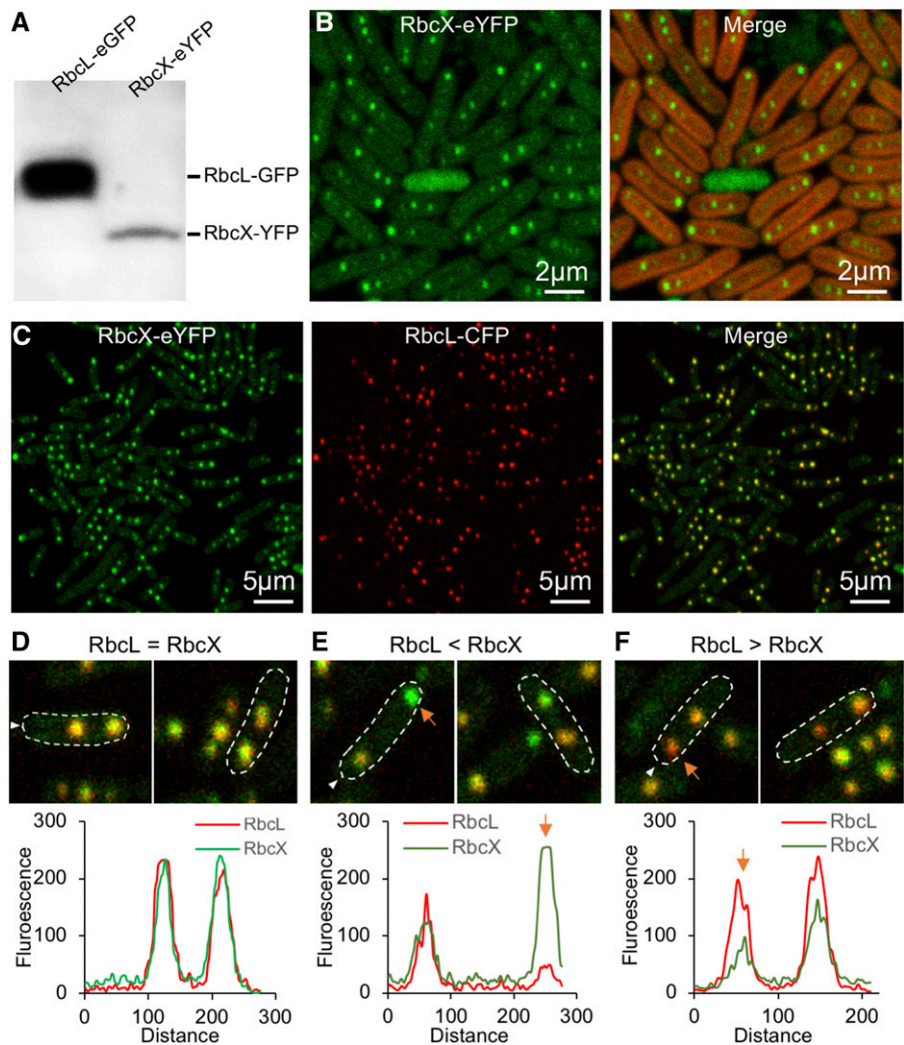 A
RbcL-eGFP
RbcX-eYFP
RbcL-GFP
RbcX-YFP
B
RbcX-eYFP
Merge
2μm
2μm
C
RbcX-eYFP
RbcL-CFP
Merge
5μm
5μm
5μm
D
RbcL = RbcX
E
RbcL < RbcX
F
RbcL > RbcX
300
200
100
0
Fluroescence
RbcL
RbcX
0
100
200
300
Distance
300
200
100
0
Fluroescence
RbcL
RbcX
0
100
200
300
Distance
300
200
100
0
Fluroescence
RbcL
RbcX
0
100
200
Distance